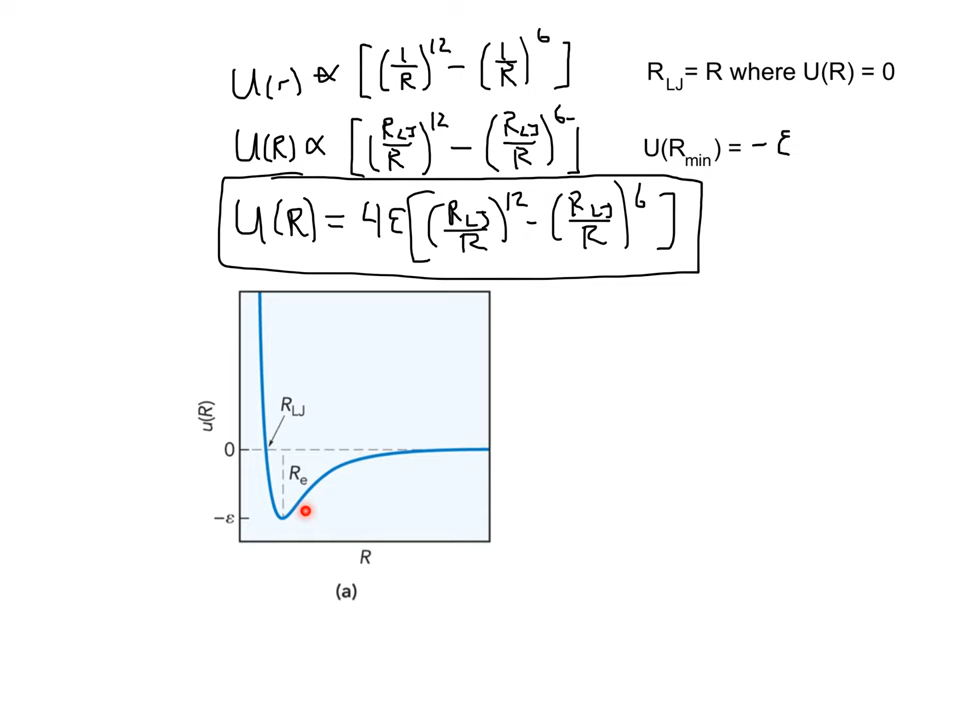 U(r) ∝ [(1/R)^12 − (1/R)^6]
R_LJ = R where U(R) = 0
U(R) ∝ [(R_LJ/R)^12 − (R_LJ/R)^6]
U(R_min) = −ε
U(R) = 4ε[(R_LJ/R)^12 − (R_LJ/R)^6]
R_LJ
u(R)
0
R_e
−ε
R
(a)